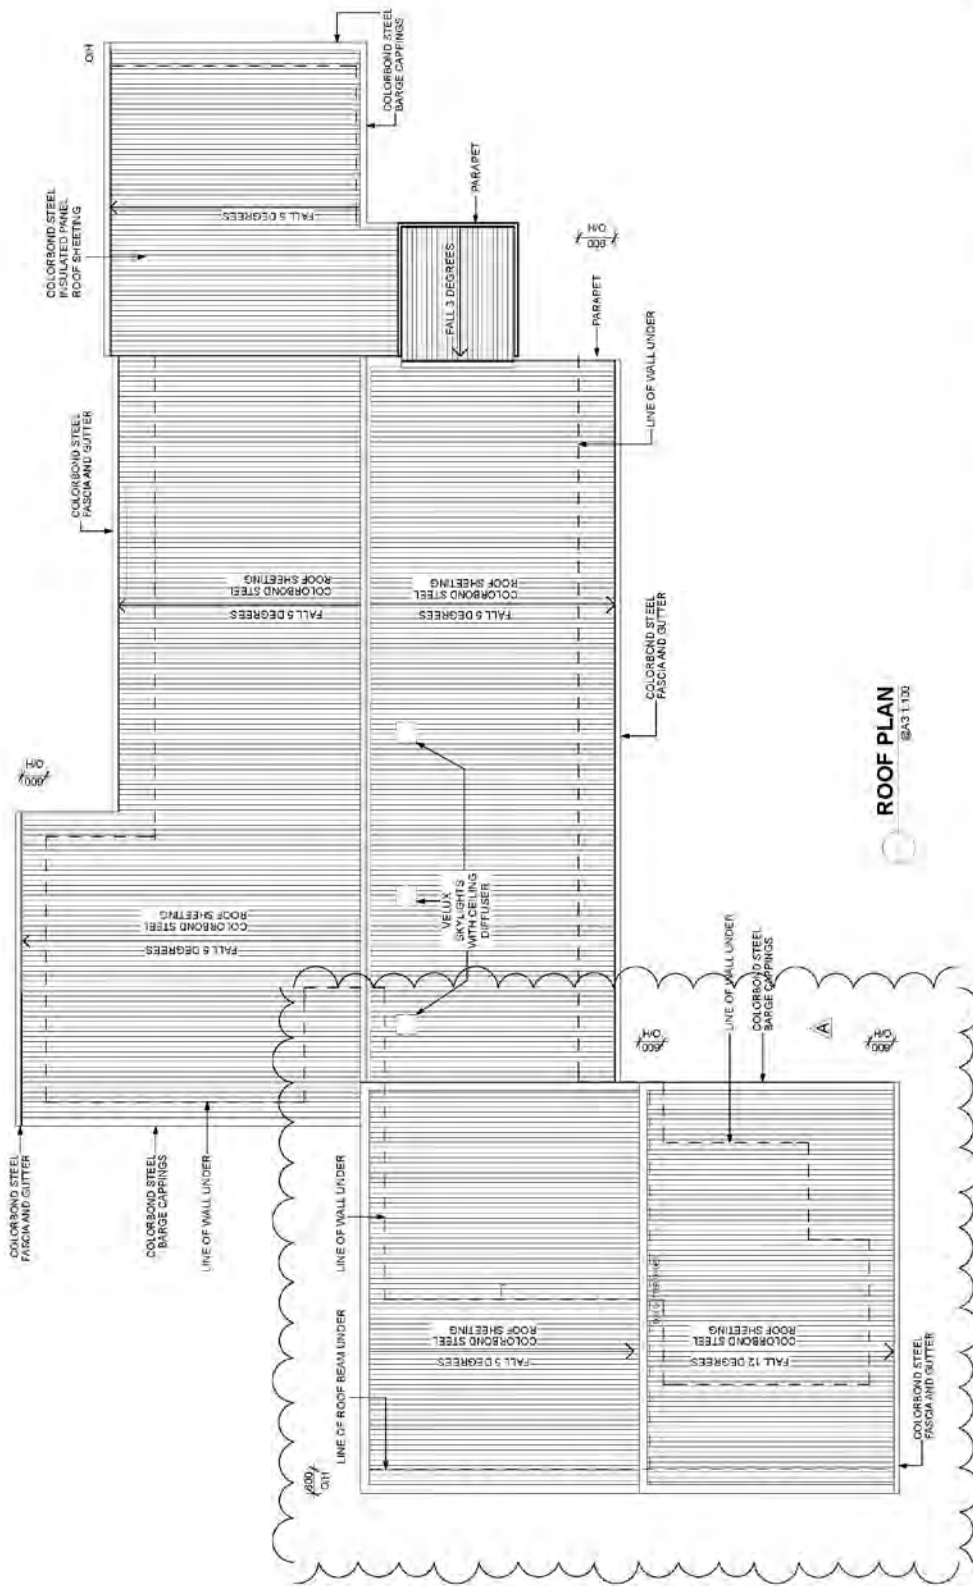 COLORBOND STEEL
FASCIA AND GUTTER
COLORBOND STEEL
BARGE CAPPINGS
LINE OF WALL UNDER
LINE OF WALL UNDER
LINE OF ROOF BEAM UNDER
600
O/H
600
O/H
COLORBOND STEEL
FASCIA AND GUTTER
COLORBOND STEEL
INSULATED PANEL
ROOF SHEETING
O/H
FALL 5 DEGREES
COLORBOND STEEL
ROOF SHEETING
FALL 5 DEGREES
COLORBOND STEEL
ROOF SHEETING
FALL 5 DEGREES
COLORBOND STEEL
BARGE CAPPINGS
FALL 5 DEGREES
COLORBOND STEEL
ROOF SHEETING
VELUX
SKYLIGHTS
WITH CEILING
DIFFUSER
FALL 5 DEGREES
COLORBOND STEEL
ROOF SHEETING
FALL 3 DEGREES
PARAPET
O/H
PARAPET
LINE OF WALL UNDER
FALL 12 DEGREES
COLORBOND STEEL
ROOF SHEETING
600
O/H
LINE OF WALL UNDER
COLORBOND STEEL
BARGE CAPPINGS
COLORBOND STEEL
FASCIA AND GUTTER
A
600
O/H
COLORBOND STEEL
FASCIA AND GUTTER
ROOF PLAN
@A3 1:100